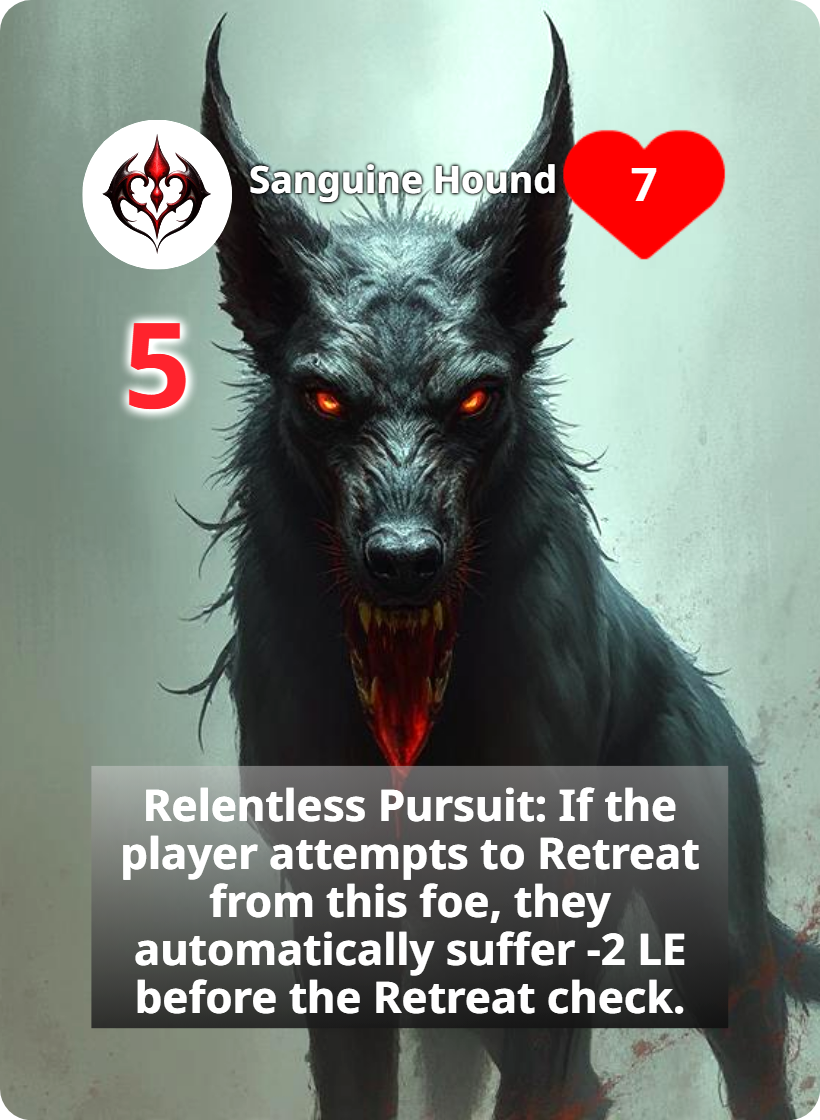 Sanguine Hound
7
5
Relentless Pursuit: If the
player attempts to Retreat
from this foe, they
automatically suffer -2 LE
before the Retreat check.